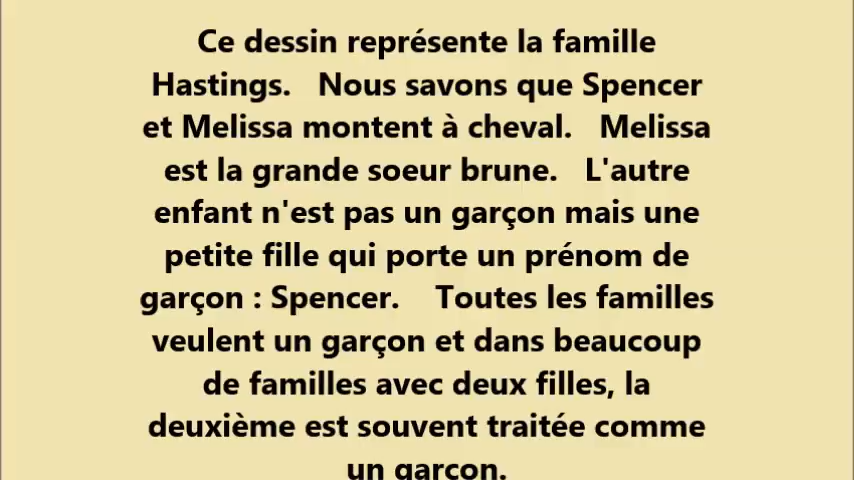 Ce dessin représente la famille
Hastings. Nous savons que Spencer
et Melissa montent à cheval. Melissa
est la grande soeur brune. L'autre
enfant n'est pas un garçon mais une
petite fille qui porte un prénom de
garçon : Spencer. Toutes les familles
veulent un garçon et dans beaucoup
de familles avec deux filles, la
deuxième est souvent traitée comme
un garçon.